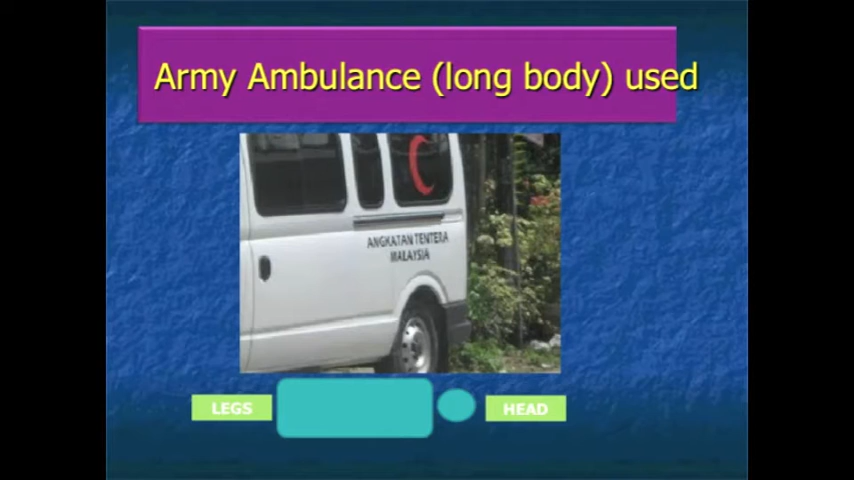 Army Ambulance (long body) used
ANGKATAN TENTERA
MALAYSIA
LEGS
HEAD